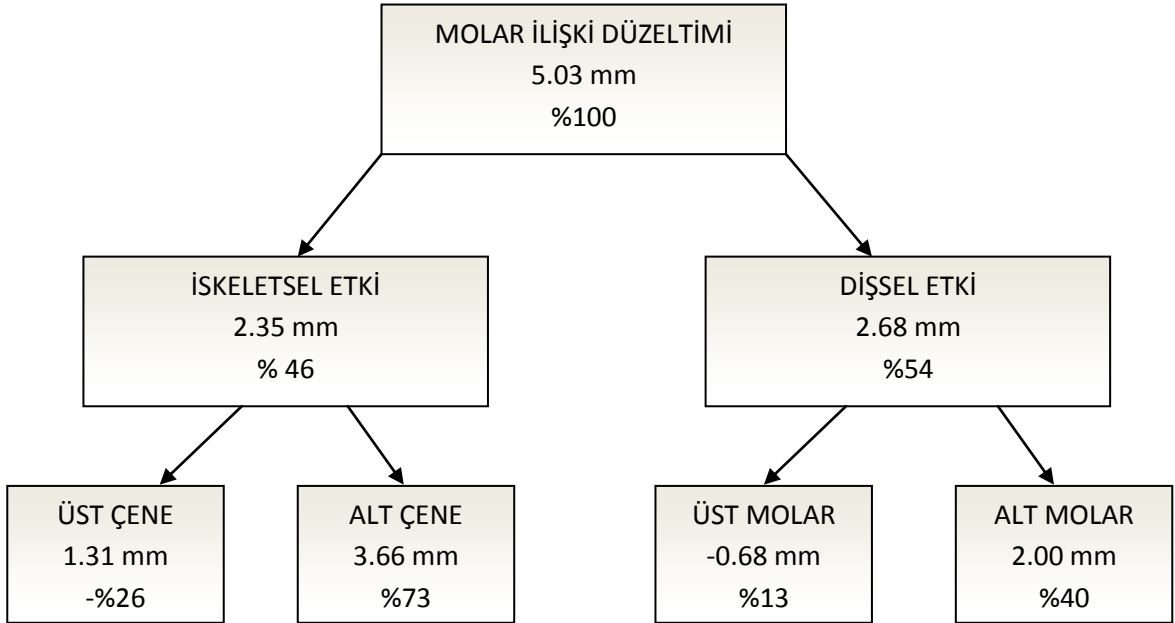 MOLAR İLİŞKİ DÜZELTİMİ
5.03 mm
%100
İSKELETSEL ETKİ
2.35 mm
% 46
DİŞSEL ETKİ
2.68 mm
%54
ÜST ÇENE
1.31 mm
-%26
ALT ÇENE
3.66 mm
%73
ÜST MOLAR
-0.68 mm
%13
ALT MOLAR
2.00 mm
%40